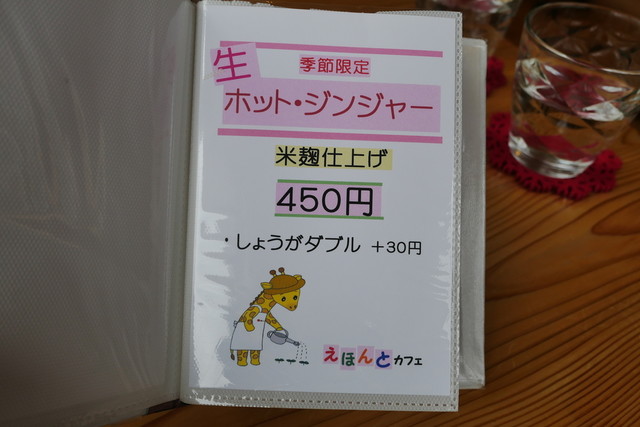 季節限定
生
ホット・ジンジャー
米麹仕上げ
450円
・しょうがダブル +30円
えほんとカフェ